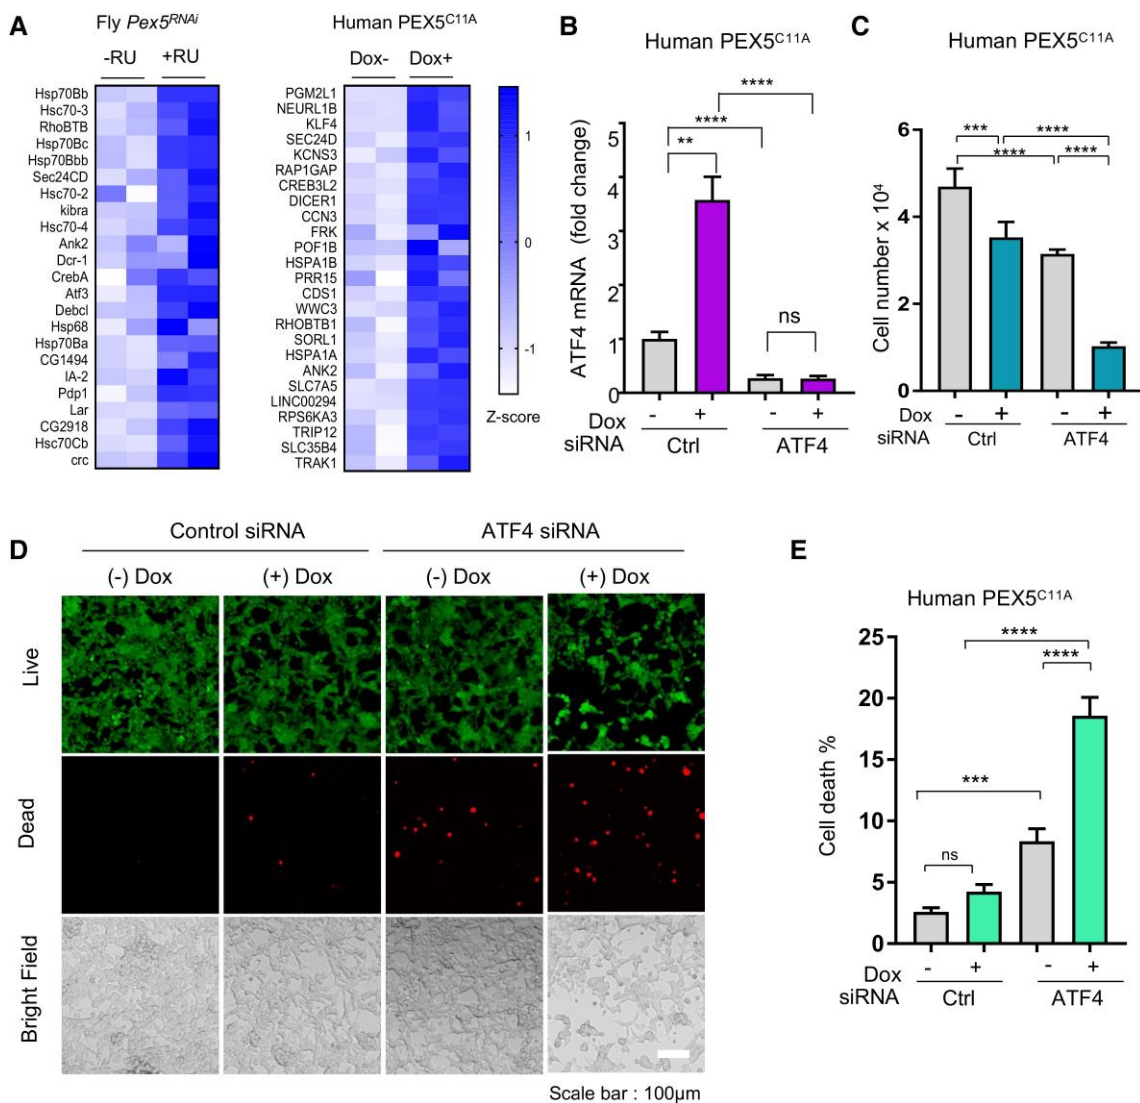 A
Fly Pex5RNAi
-RU +RU
Hsp70Bb
Hsc70-3
RhoBTB
Hsp70Bc
Hsp70Bbb
Sec24CD
Hsc70-2
kibra
Hsc70-4
Ank2
Dcr-1
CrebA
Atf3
Debcl
Hsp68
Hsp70Ba
CG1494
IA-2
Pdp1
Lar
CG2918
Hsc70Cb
crc
Human PEX5C11A
Dox- Dox+
PGM2L1
NEURL1B
KLF4
SEC24D
KCNS3
RAP1GAP
CREB3L2
DICER1
CCN3
FRK
POF1B
HSPA1B
PRR15
CDS1
WWC3
RHOBTB1
SORL1
HSPA1A
ANK2
SLC7A5
LINC00294
RPS6KA3
TRIP12
SLC35B4
TRAK1
1
0
-1
Z-score
B
Human PEX5C11A
****
****
**
ns
ATF4 mRNA (fold change)
5
4
3
2
1
0
Dox - + - +
siRNA Ctrl ATF4
C
Human PEX5C11A
*** ****
**** ****
Cell number x 104
6
4
2
0
Dox - + - +
siRNA Ctrl ATF4
D
Control siRNA ATF4 siRNA
(-) Dox (+) Dox (-) Dox (+) Dox
Live
Dead
Bright Field
Scale bar : 100µm
E
Human PEX5C11A
****
****
***
ns
Cell death %
25
20
15
10
5
0
Dox - + - +
siRNA Ctrl ATF4